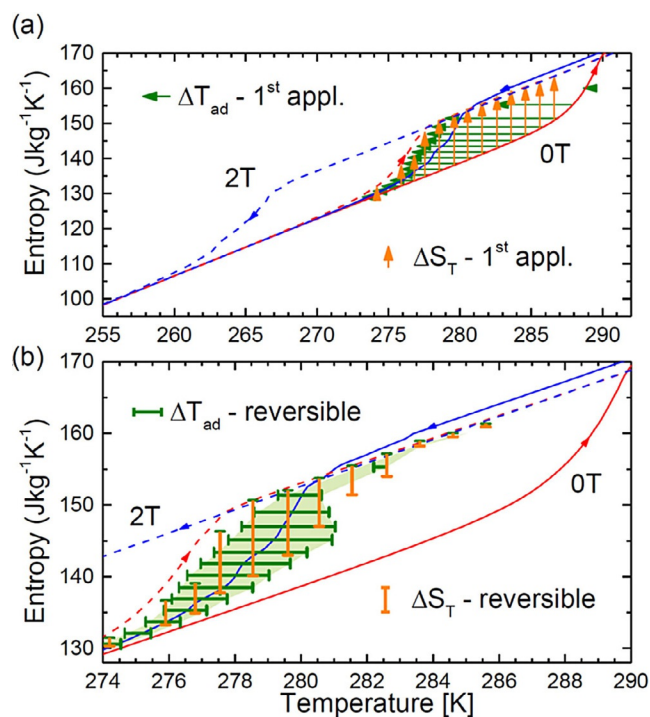 (a)
170
160
150
140
130
120
110
100
Entropy (Jkg⁻¹K⁻¹)
ΔT_ad - 1ˢᵗ appl.
2T
0T
ΔS_T - 1ˢᵗ appl.
255 260 265 270 275 280 285 290
(b)
170
160
150
140
130
Entropy (Jkg⁻¹K⁻¹)
ΔT_ad - reversible
2T
0T
ΔS_T - reversible
274 276 278 280 282 284 286 288 290
Temperature [K]